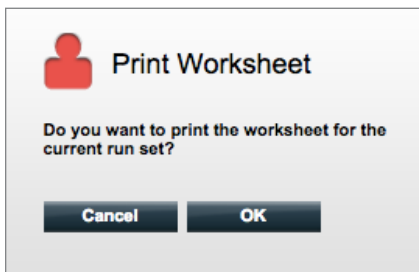 Print Worksheet
Do you want to print the worksheet for the
current run set?
Cancel OK